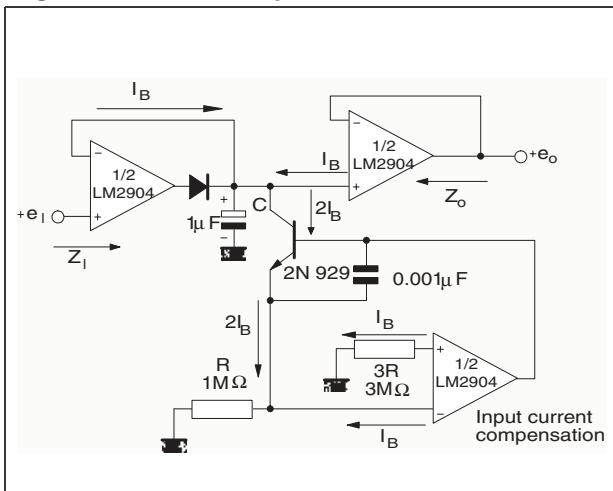 I_B
1/2
LM2904
+e_I
Z_I
+
−
1μF
C
I_B
1/2
LM2904
+e_o
Z_o
2I_B
2N 929
0.001μF
2I_B
R
1MΩ
I_B
3R
3MΩ
1/2
LM2904
I_B
Input current
compensation